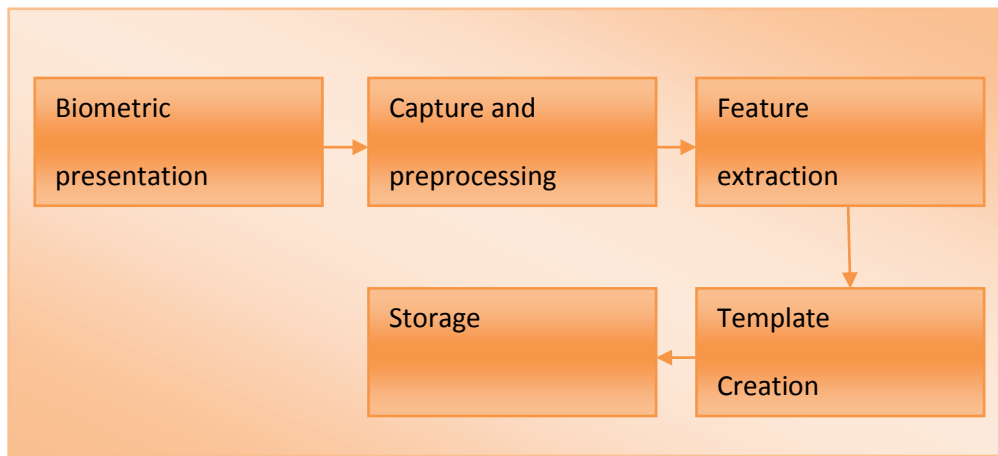 Biometric
presentation
Capture and
preprocessing
Feature
extraction
Storage
Template
Creation